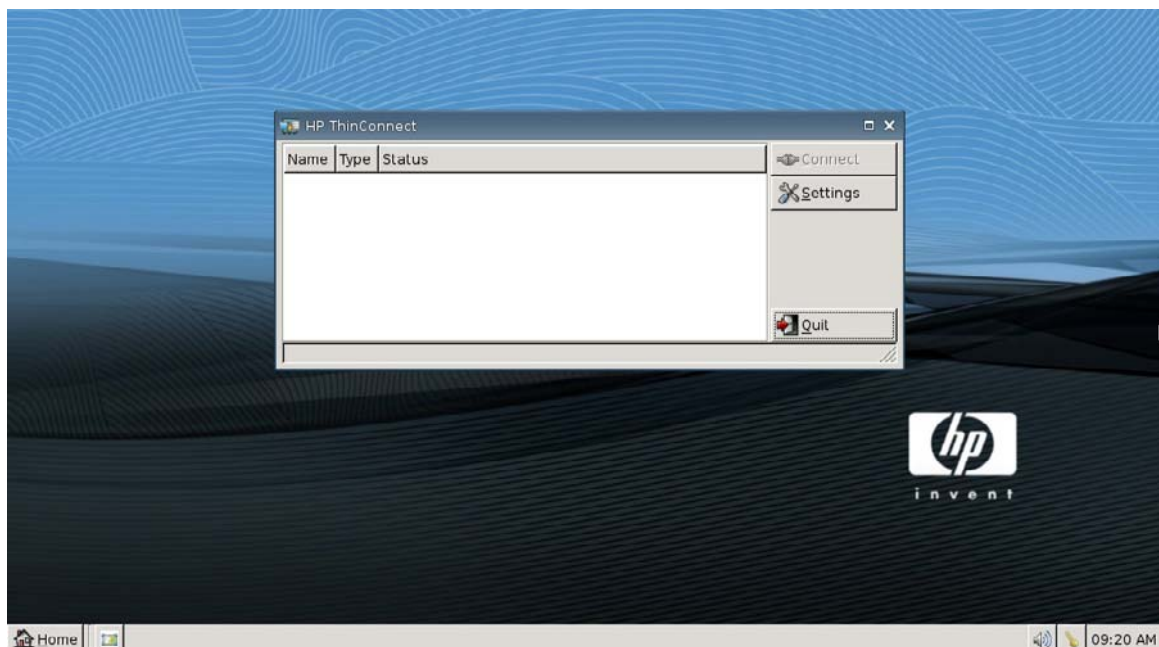 HP ThinConnect
Name Type Status
Connect
Settings
Quit
hp
invent
Home
09:20 AM